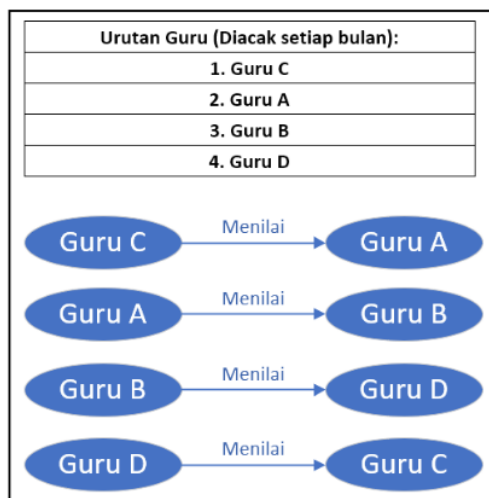 Urutan Guru (Diacak setiap bulan):
1. Guru C
2. Guru A
3. Guru B
4. Guru D
Guru C Menilai Guru A
Guru A Menilai Guru B
Guru B Menilai Guru D
Guru D Menilai Guru C